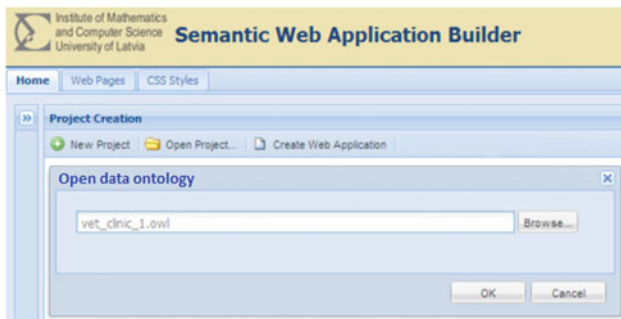 Institute of Mathematics
and Computer Science
University of Latvia
Semantic Web Application Builder
Home Web Pages CSS Styles
Project Creation
New Project Open Project... Create Web Application
Open data ontology
vet_clinic_1.owl Browse...
OK Cancel